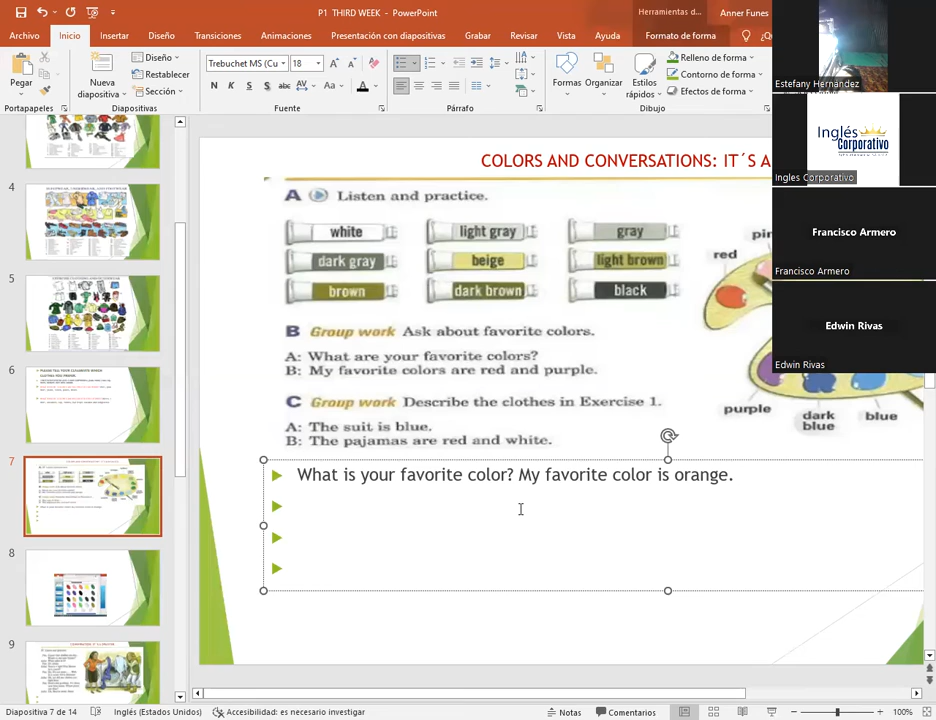 P1 THIRD WEEK - PowerPoint
Herramientas d...
Anner Funes
Archivo Inicio Insertar Diseño Transiciones Animaciones Presentación con diapositivas Grabar Revisar Vista Ayuda Formato de forma
Pegar
Nueva diapositiva
Diseño
Restablecer
Sección
Trebuchet MS (Cu 18
N K S abc AV Aa A
Formas Organizar Estilos rápidos
Relleno de forma
Contorno de forma
Efectos de forma
Portapapeles Diapositivas Fuente Párrafo Dibujo
Estefany Hernández
Inglés Corporativo
Ingles Corporativo
Francisco Armero
Francisco Armero
Edwin Rivas
Edwin Rivas
4
5
6
7
8
9
COLORS AND CONVERSATIONS: IT´S A
A Listen and practice.
white light gray gray
dark gray beige light brown
brown dark brown black
red
purple dark blue blue
B Group work Ask about favorite colors.
A: What are your favorite colors?
B: My favorite colors are red and purple.
C Group work Describe the clothes in Exercise 1.
A: The suit is blue.
B: The pajamas are red and white.
What is your favorite color? My favorite color is orange.
Diapositiva 7 de 14 Inglés (Estados Unidos) Accesibilidad: es necesario investigar Notas Comentarios 100%